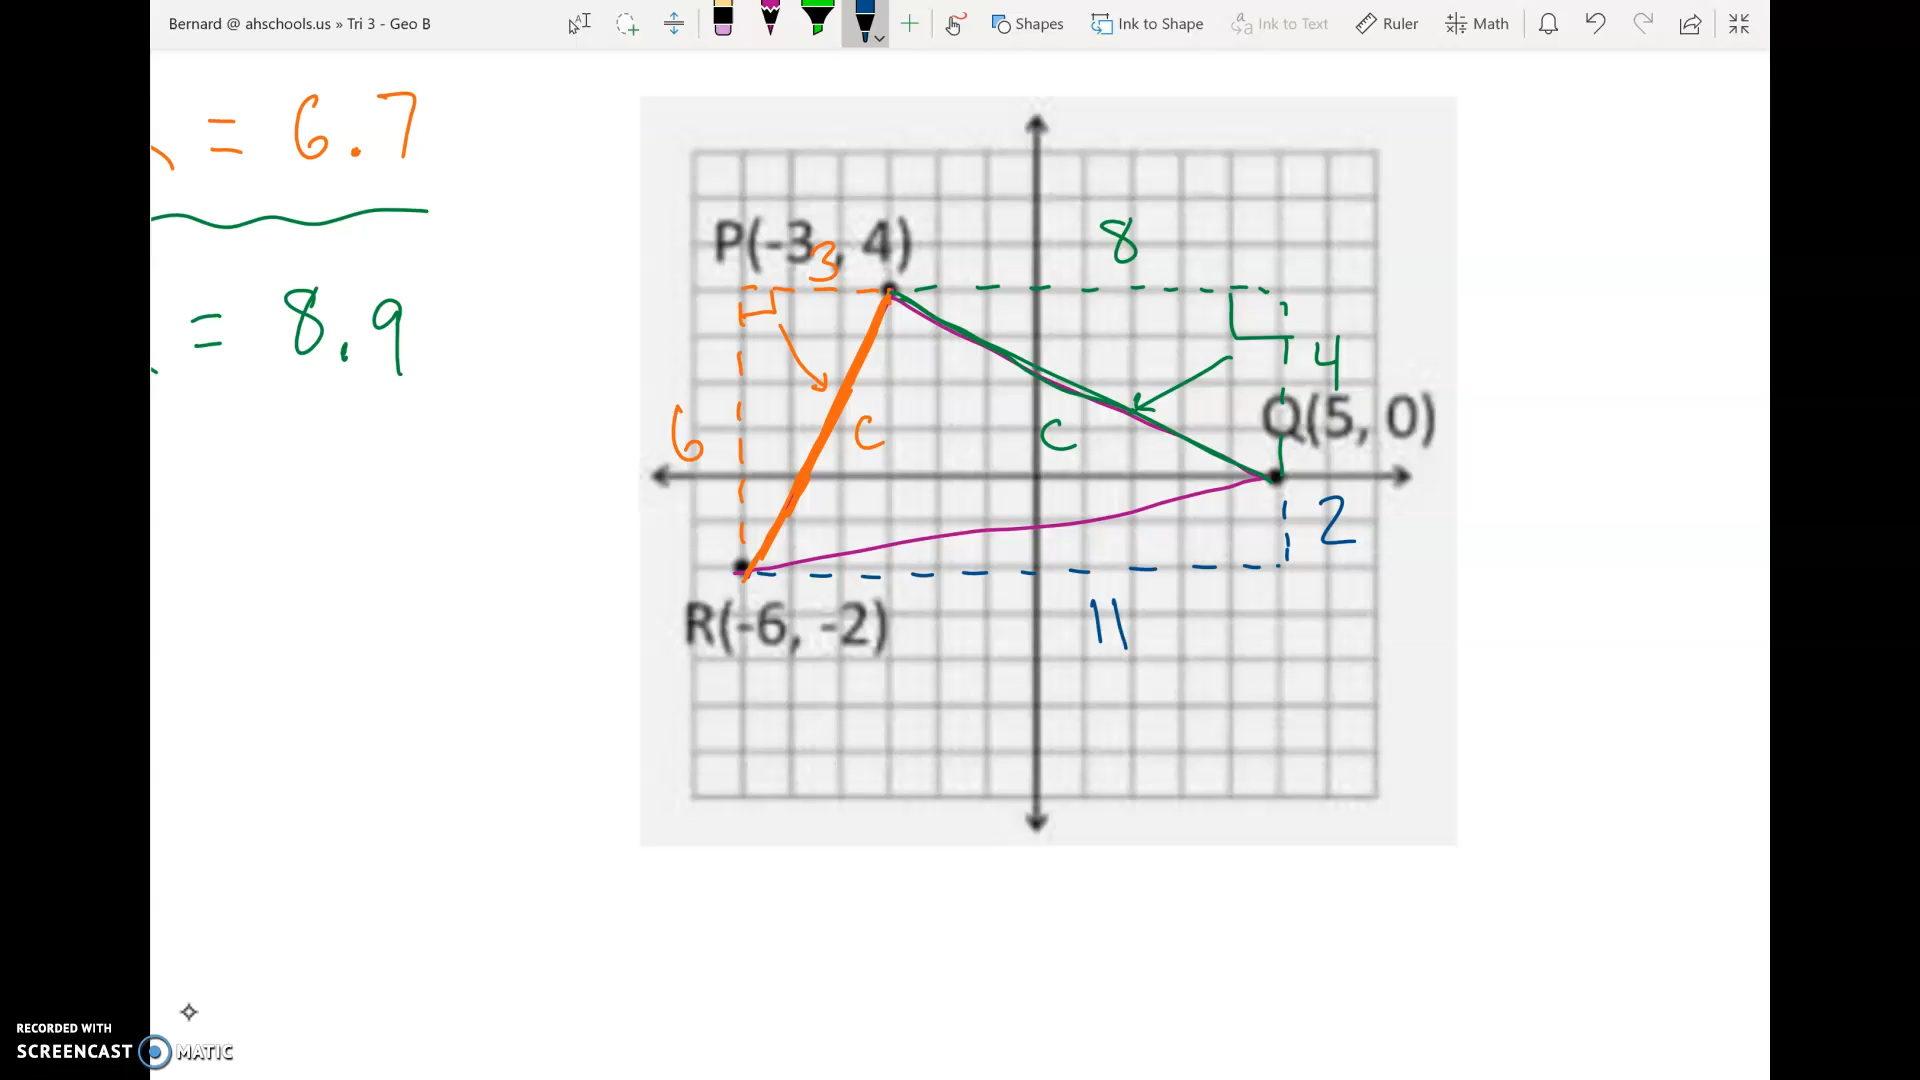 Bernard @ ahschools.us » Tri 3 - Geo B
Shapes
Ink to Shape
Ink to Text
Ruler
Math
= 6.7
= 8.9
P(-3, 4)
3
8
4
Q(5, 0)
6
c
c
2
R(-6, -2)
11
RECORDED WITH
SCREENCAST MATIC